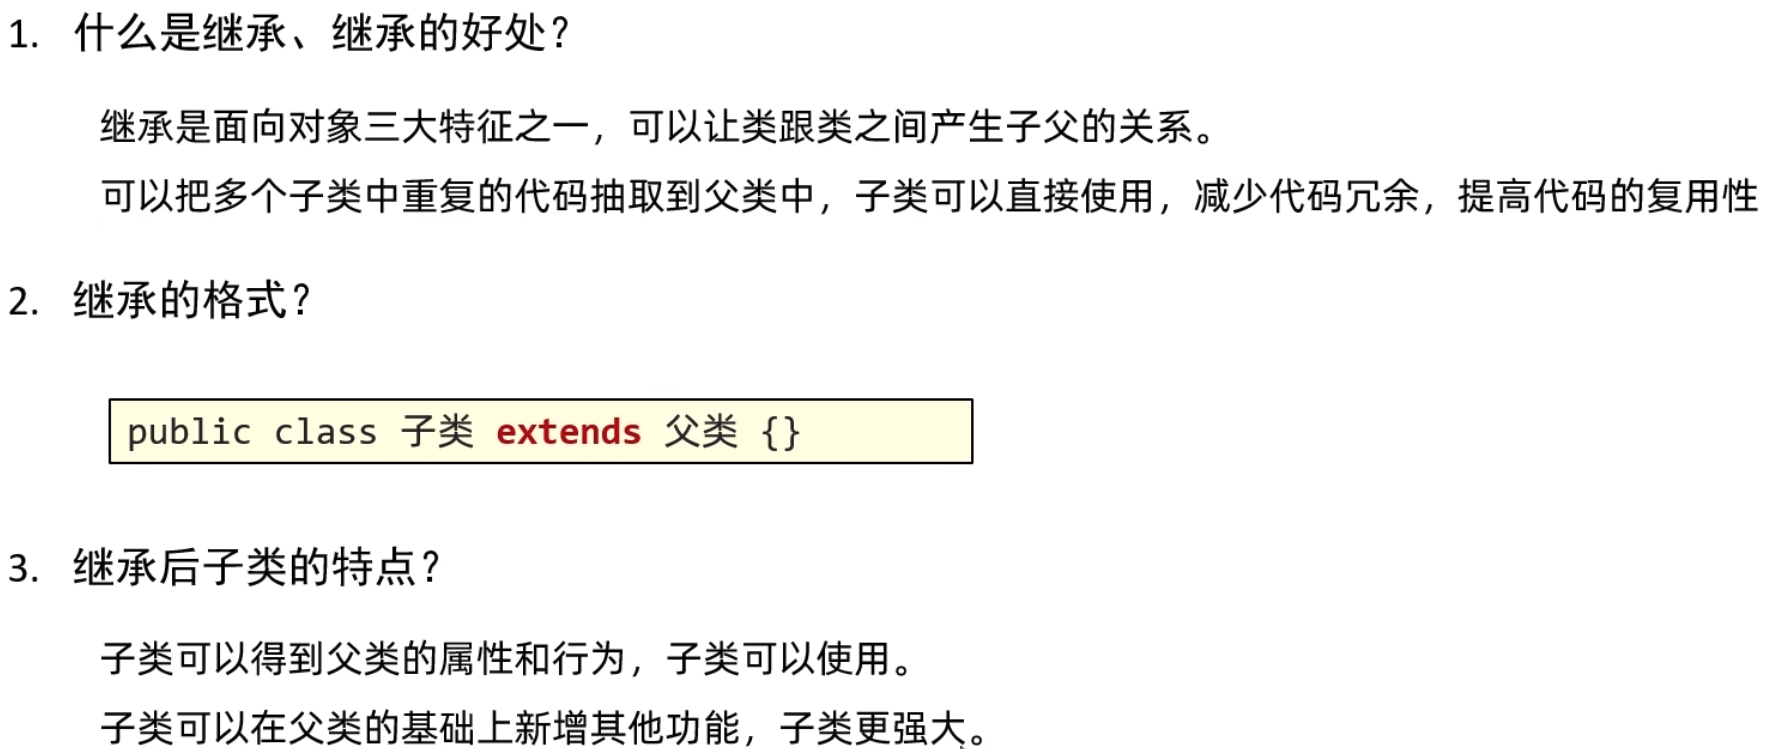 1. 什么是继承、继承的好处？
继承是面向对象三大特征之一，可以让类跟类之间产生子父的关系。
可以把多个子类中重复的代码抽取到父类中，子类可以直接使用，减少代码冗余，提高代码的复用性
2. 继承的格式？
public class 子类 extends 父类 {}
3. 继承后子类的特点？
子类可以得到父类的属性和行为，子类可以使用。
子类可以在父类的基础上新增其他功能，子类更强大。